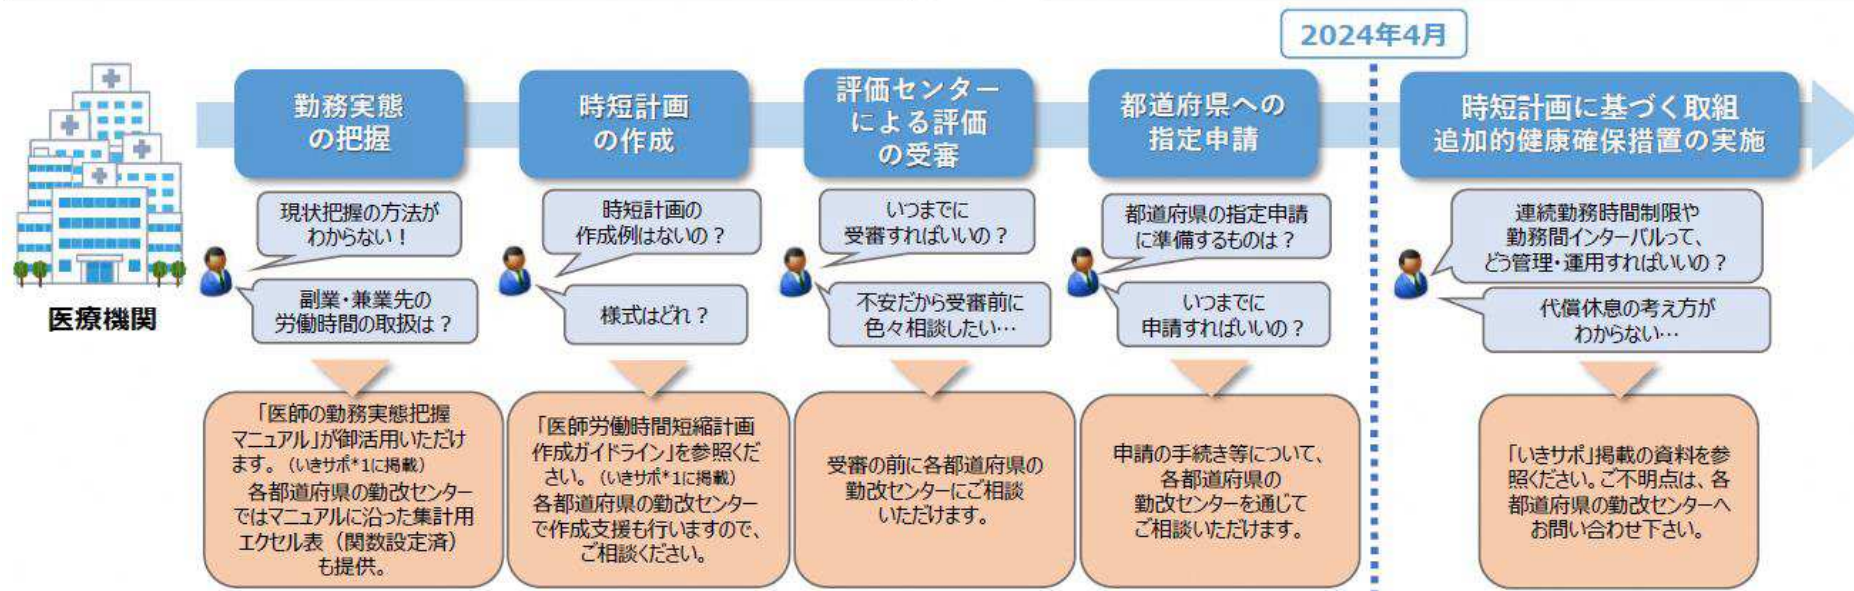 2024年4月
勤務実態
の把握
時短計画
の作成
評価センター
による評価
の受審
都道府県への
指定申請
時短計画に基づく取組
追加的健康確保措置の実施
医療機関
現状把握の方法が
わからない！
副業・兼業先の
労働時間の取扱は？
時短計画の
作成例はないの？
様式はどれ？
いつまでに
受審すればいいの？
不安だから受審前に
色々相談したい…
都道府県の指定申請
に準備するものは？
いつまでに
申請すればいいの？
連続勤務時間制限や
勤務間インターバルって、
どう管理・運用すればいいの？
代償休息の考え方が
わからない…
「医師の勤務実態把握
マニュアル」が御活用いただけ
ます。（いきサポ*1に掲載）
各都道府県の勤改センター
ではマニュアルに沿った集計用
エクセル表（関数設定済）
も提供。
「医師労働時間短縮計画
作成ガイドライン」を参照くだ
さい。（いきサポ*1に掲載）
各都道府県の勤改センター
で作成支援も行いますので、
ご相談ください。
受審の前に各都道府県の
勤改センターにご相談
いただけます。
申請の手続き等について、
各都道府県の
勤改センターを通じて
ご相談いただけます。
「いきサポ」掲載の資料を参
照ください。ご不明点は、各
都道府県の勤改センターへ
お問い合わせ下さい。